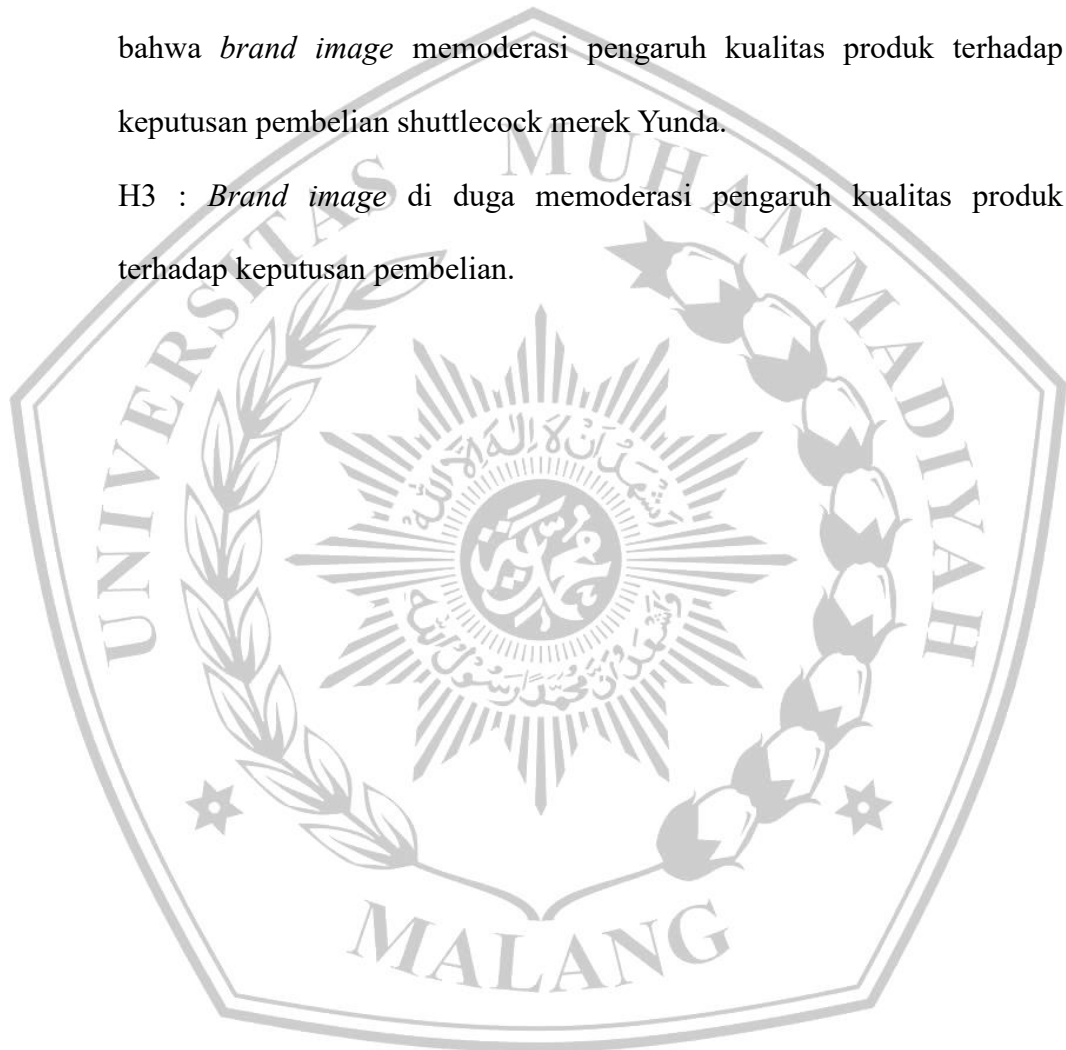 bahwa brand image memoderasi pengaruh kualitas produk terhadap
keputusan pembelian shuttlecock merek Yunda.
H3 : Brand image di duga memoderasi pengaruh kualitas produk
terhadap keputusan pembelian.
UNIVERSITAS MUHAMMADIYAH
MALANG